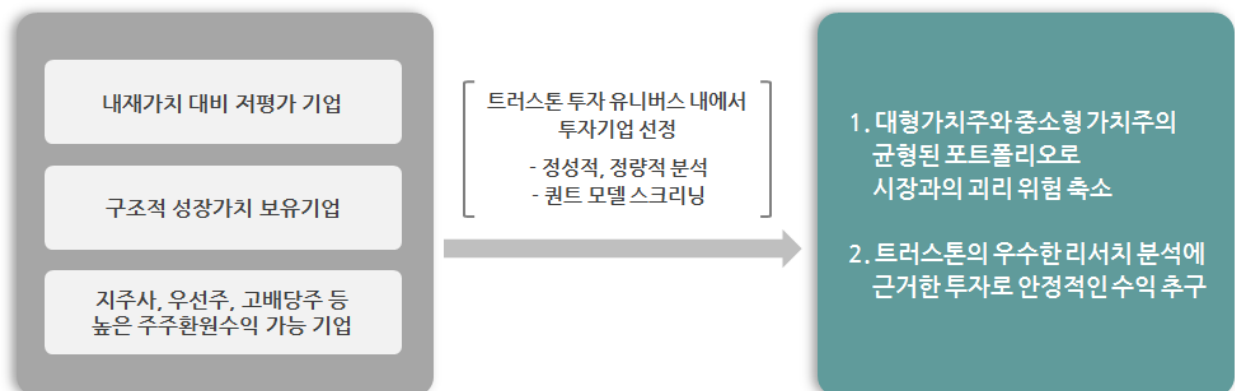 내재가치 대비 저평가 기업
구조적 성장가치 보유기업
지주사, 우선주, 고배당주 등
높은 주주환원수익 가능 기업
트러스톤 투자 유니버스 내에서
투자기업 선정
- 정성적, 정량적 분석
- 퀀트 모델 스크리닝
1. 대형가치주와 중소형 가치주의
균형된 포트폴리오로
시장과의 괴리 위험 축소
2. 트러스톤의 우수한 리서치 분석에
근거한 투자로 안정적인 수익 추구